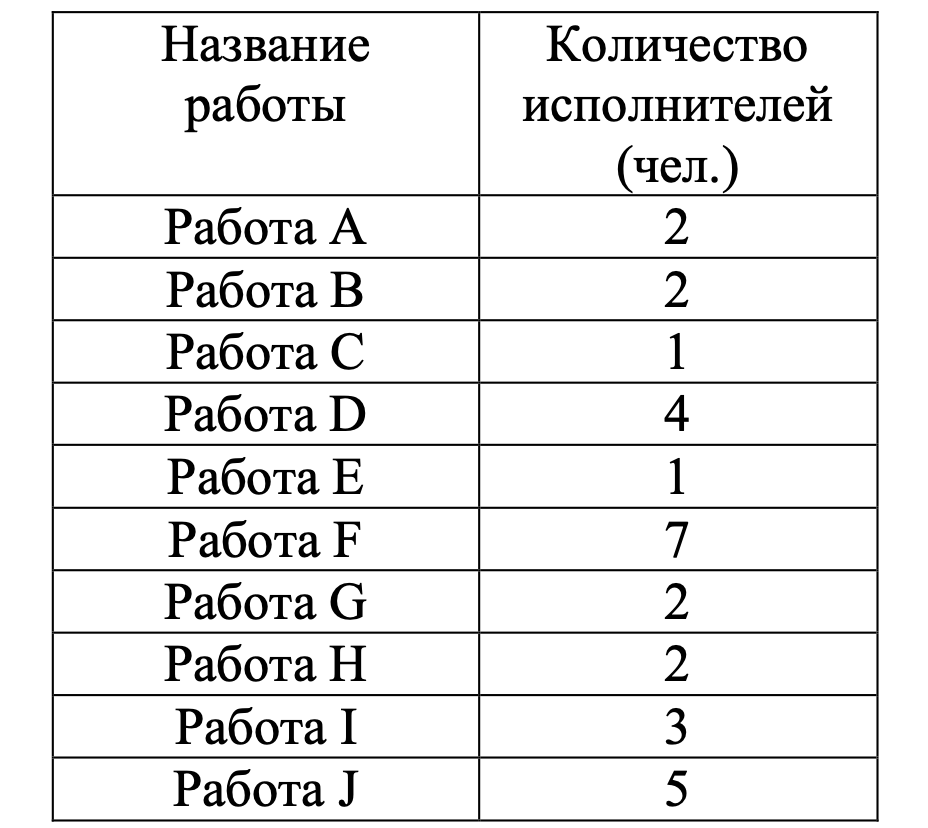 Название
работы
Количество
исполнителей
(чел.)
Работа A
2
Работа B
2
Работа C
1
Работа D
4
Работа E
1
Работа F
7
Работа G
2
Работа H
2
Работа I
3
Работа J
5